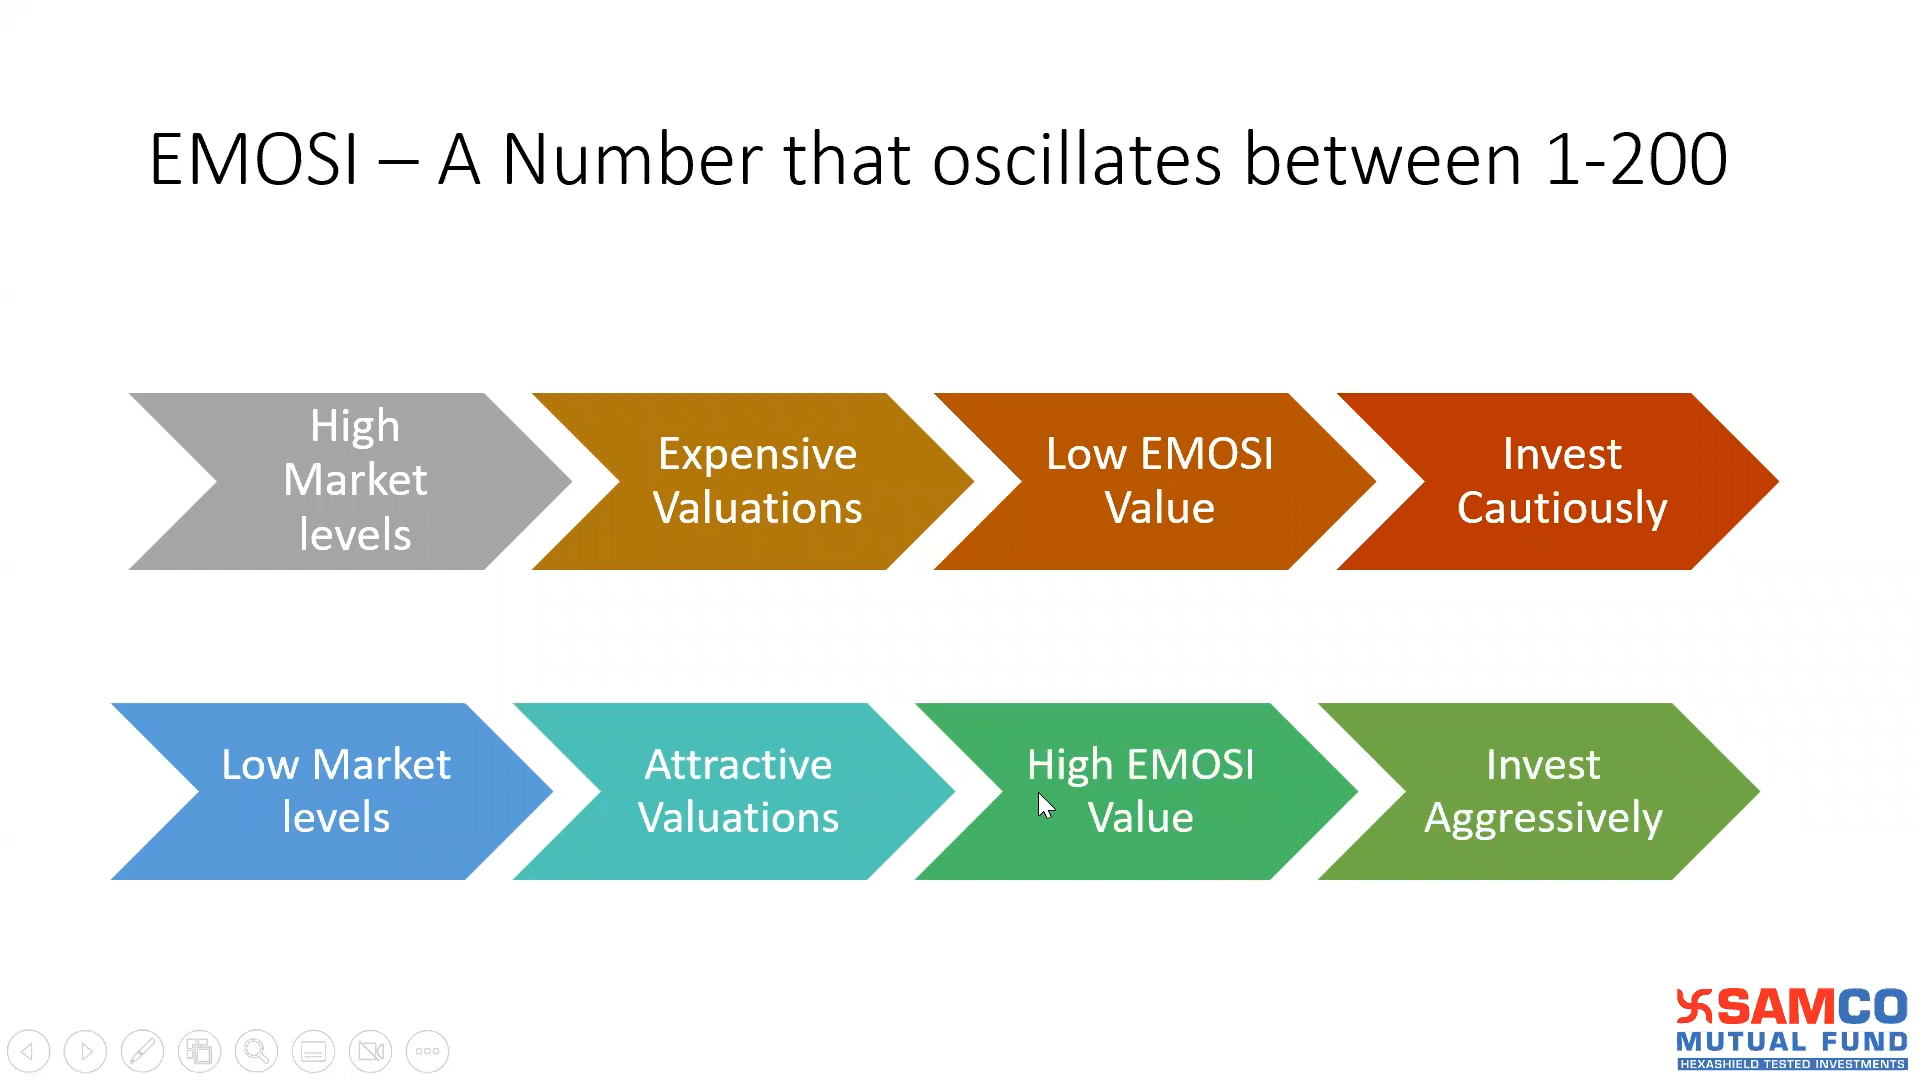 EMOSI – A Number that oscillates between 1-200
High
Market
levels
Expensive
Valuations
Low EMOSI
Value
Invest
Cautiously
Low Market
levels
Attractive
Valuations
High EMOSI
Value
Invest
Aggressively
SAMCO
MUTUAL FUND
HEXASHIELD TESTED INVESTMENTS